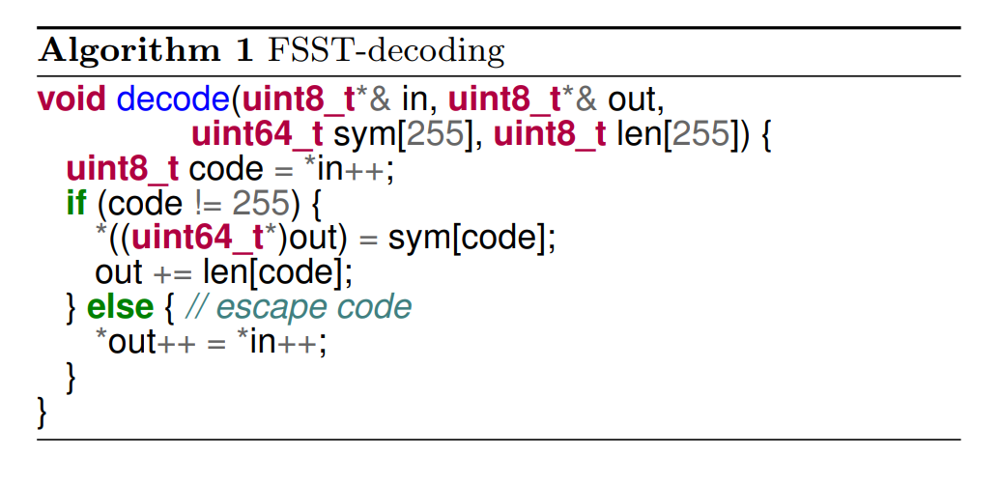 Algorithm 1 FSST-decoding
void decode(uint8_t*& in, uint8_t*& out,
uint64_t sym[255], uint8_t len[255]) {
uint8_t code = *in++;
if (code != 255) {
*((uint64_t*)out) = sym[code];
out += len[code];
} else { // escape code
*out++ = *in++;
}
}